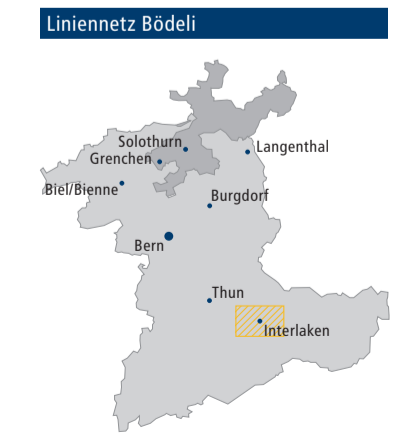 Liniennetz Bödeli
Solothurn
Langenthal
Grenchen
Biel/Bienne
Burgdorf
Bern
Thun
Interlaken